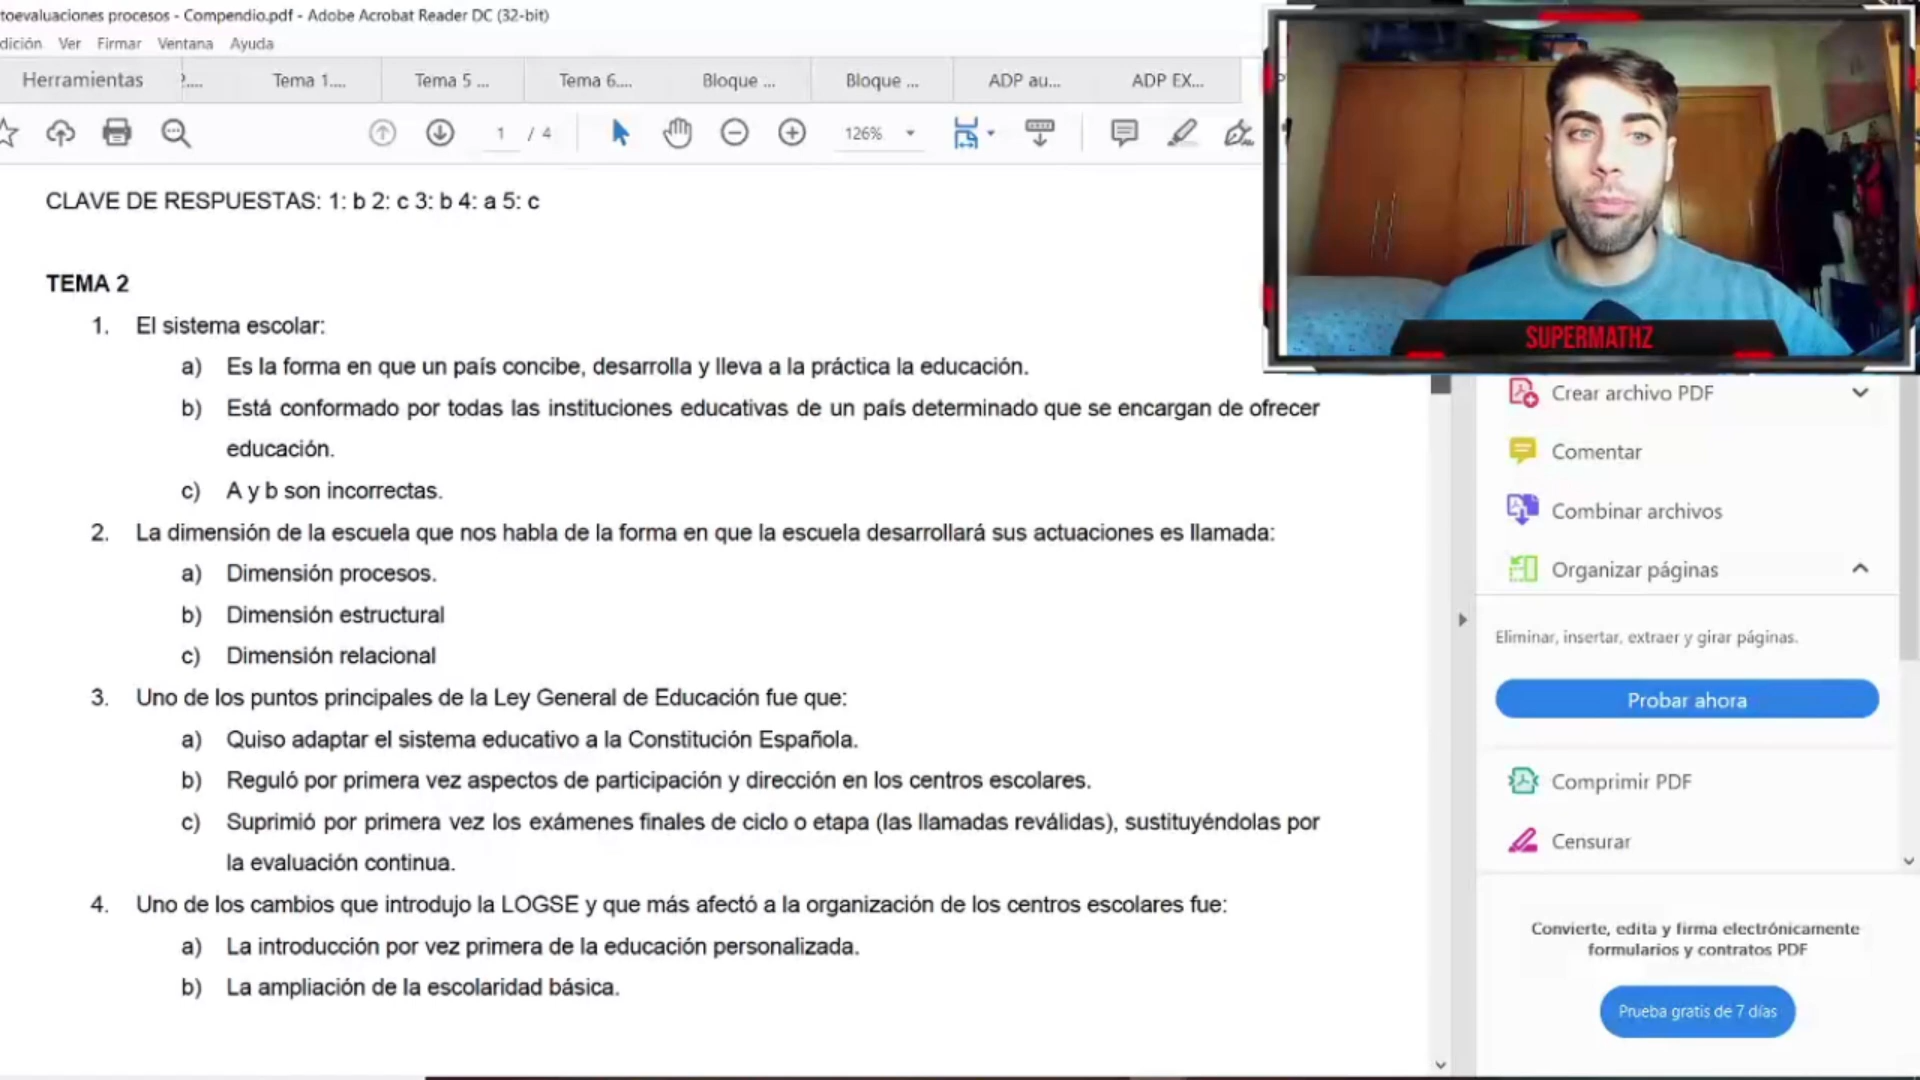 toevaluaciones procesos - Compendio.pdf - Adobe Acrobat Reader DC (32-bit)
dición Ver Firmar Ventana Ayuda
Herramientas ?.... Tema 1.... Tema 5 ... Tema 6.... Bloque ... Bloque ... ADP au... ADP EX...
1 / 4 126%
CLAVE DE RESPUESTAS: 1: b 2: c 3: b 4: a 5: c
TEMA 2
1. El sistema escolar:
a) Es la forma en que un país concibe, desarrolla y lleva a la práctica la educación.
b) Está conformado por todas las instituciones educativas de un país determinado que se encargan de ofrecer
educación.
c) A y b son incorrectas.
2. La dimensión de la escuela que nos habla de la forma en que la escuela desarrollará sus actuaciones es llamada:
a) Dimensión procesos.
b) Dimensión estructural
c) Dimensión relacional
3. Uno de los puntos principales de la Ley General de Educación fue que:
a) Quiso adaptar el sistema educativo a la Constitución Española.
b) Reguló por primera vez aspectos de participación y dirección en los centros escolares.
c) Suprimió por primera vez los exámenes finales de ciclo o etapa (las llamadas reválidas), sustituyéndolas por
la evaluación continua.
4. Uno de los cambios que introdujo la LOGSE y que más afectó a la organización de los centros escolares fue:
a) La introducción por vez primera de la educación personalizada.
b) La ampliación de la escolaridad básica.
SUPERMATHZ
Crear archivo PDF
Comentar
Combinar archivos
Organizar páginas
Eliminar, insertar, extraer y girar páginas.
Probar ahora
Comprimir PDF
Censurar
Convierte, edita y firma electrónicamente
formularios y contratos PDF
Prueba gratis de 7 días